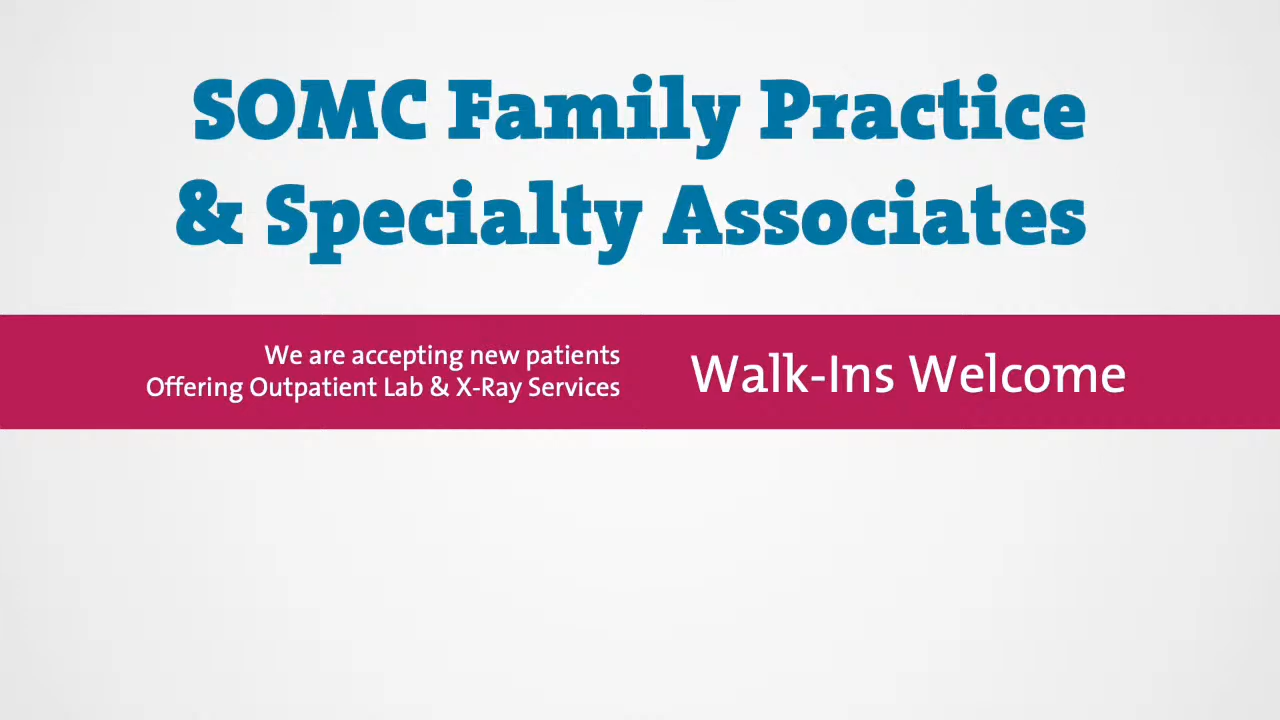 SOMC Family Practice
& Specialty Associates
We are accepting new patients
Offering Outpatient Lab & X-Ray Services
Walk-Ins Welcome